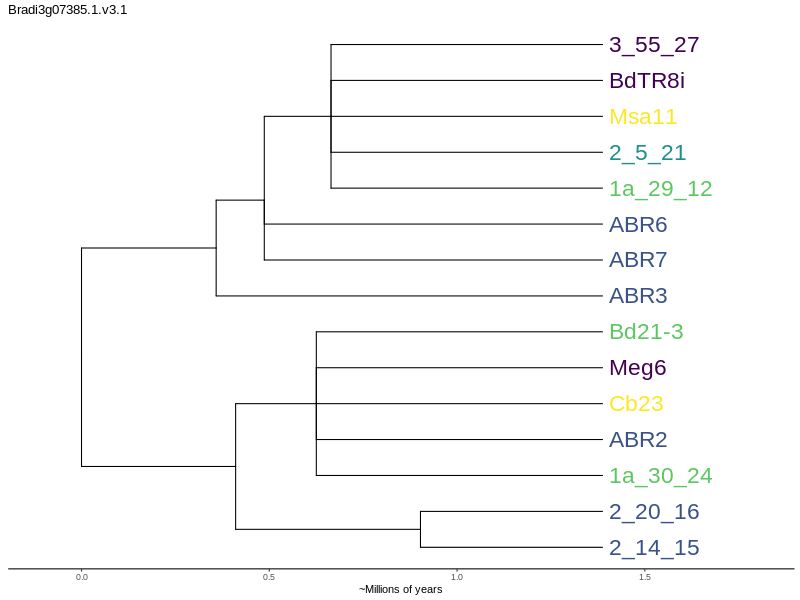 Bradi3g07385.1.v3.1
3_55_27
BdTR8i
Msa11
2_5_21
1a_29_12
ABR6
ABR7
ABR3
Bd21-3
Meg6
Cb23
ABR2
1a_30_24
2_20_16
2_14_15
0.0 0.5 1.0 1.5
~Millions of years